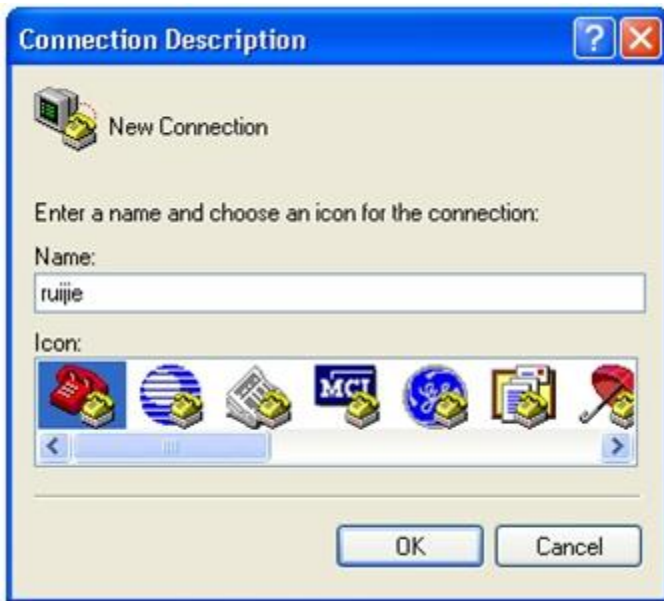 Connection Description
New Connection
Enter a name and choose an icon for the connection:
Name:
ruijie
Icon:
MCI
OK
Cancel